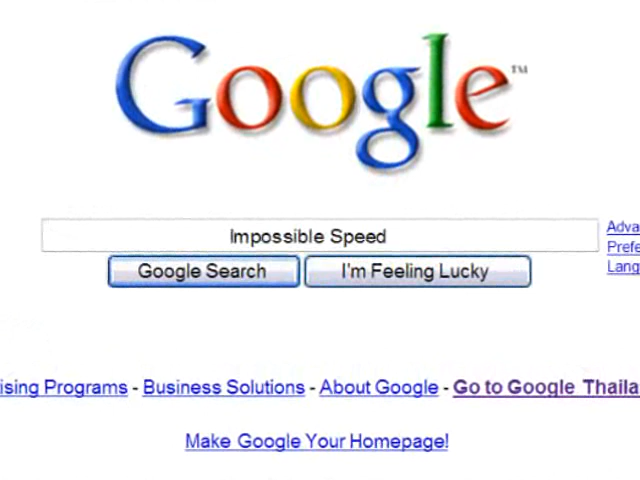 Google™
Impossible Speed
Adva
Prefe
Lang
Google Search I'm Feeling Lucky
ising Programs - Business Solutions - About Google - Go to Google Thaila
Make Google Your Homepage!